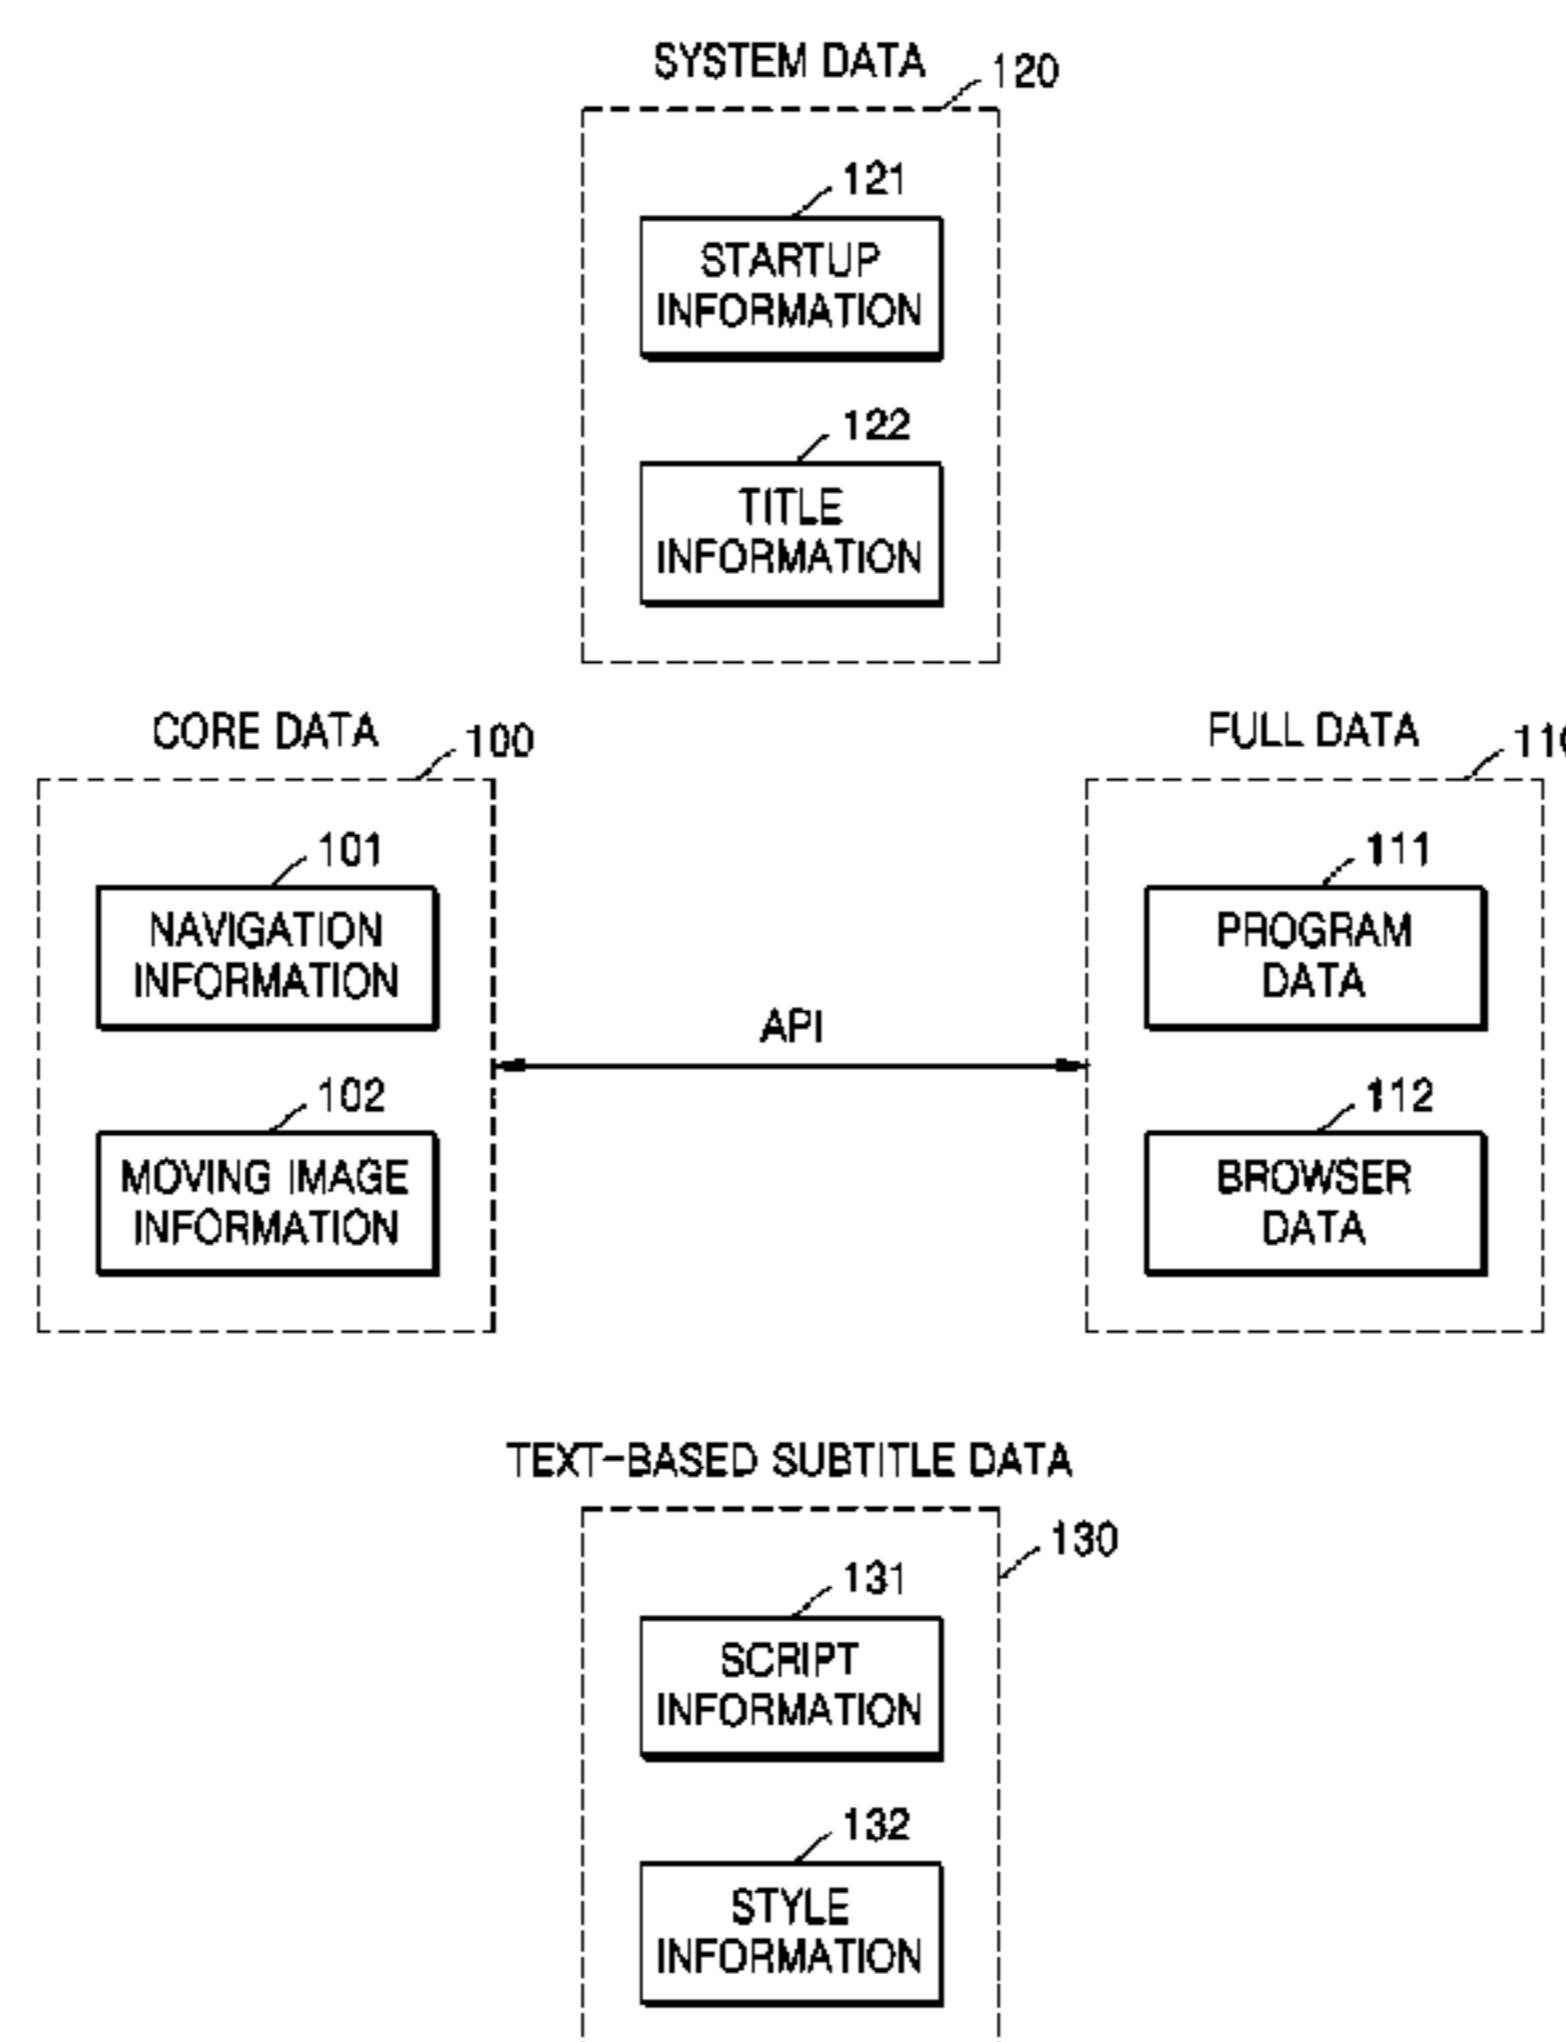 SYSTEM DATA
120
121
STARTUP
INFORMATION
122
TITLE
INFORMATION
CORE DATA
100
101
NAVIGATION
INFORMATION
102
MOVING IMAGE
INFORMATION
API
FULL DATA
110
111
PROGRAM
DATA
112
BROWSER
DATA
TEXT-BASED SUBTITLE DATA
130
131
SCRIPT
INFORMATION
132
STYLE
INFORMATION